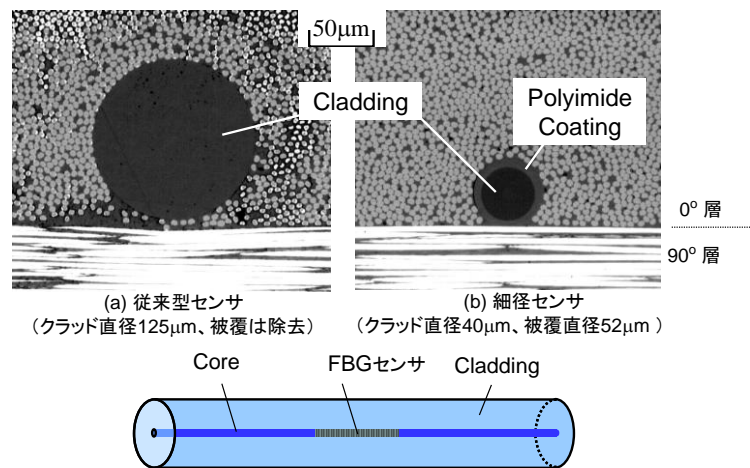 50μm
Cladding
Polyimide
Coating
0° 層
90° 層
(a) 従来型センサ
(クラッド直径125μm、被覆は除去)
(b) 細径センサ
(クラッド直径40μm、被覆直径52μm )
Core
FBGセンサ
Cladding